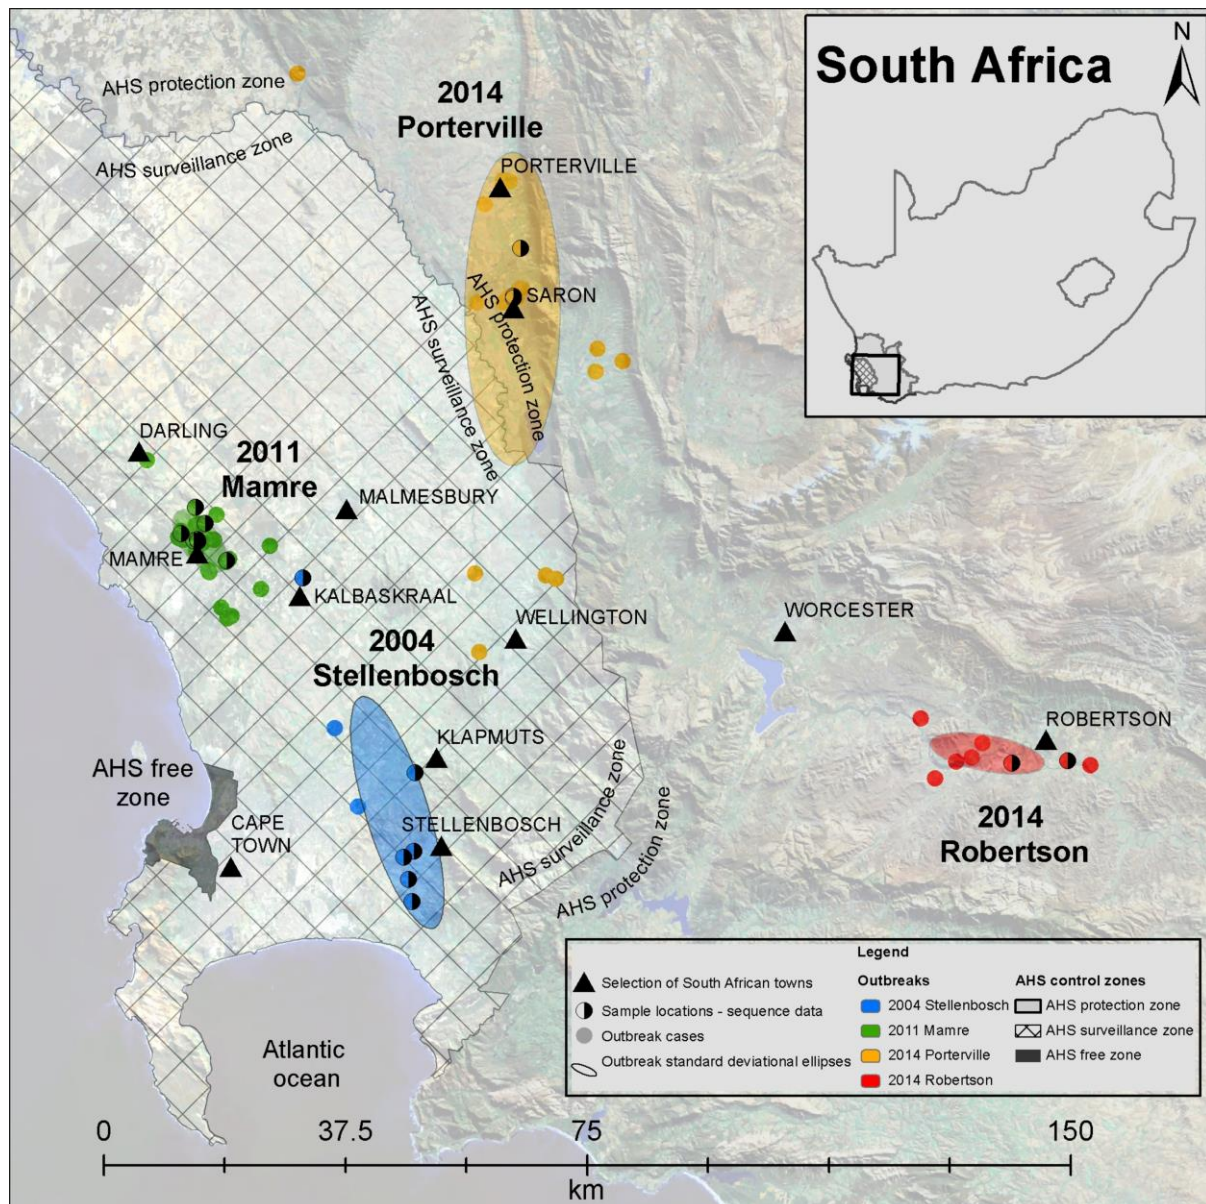 South Africa
N
AHS protection zone
AHS surveillance zone
2014
Porterville
PORTERVILLE
SARON
AHS protection zone
AHS surveillance zone
DARLING
2011
Mamre
MALMESBURY
MAMRE
KALBASKRAAL
WELLINGTON
WORCESTER
2004
Stellenbosch
KLAPMUTS
ROBERTSON
AHS free
zone
CAPE
TOWN
STELLENBOSCH
AHS surveillance zone
AHS protection zone
2014
Robertson
Atlantic
ocean
Legend
Selection of South African towns
Sample locations - sequence data
Outbreak cases
Outbreak standard deviational ellipses
Outbreaks
2004 Stellenbosch
2011 Mamre
2014 Porterville
2014 Robertson
AHS control zones
AHS protection zone
AHS surveillance zone
AHS free zone
0 37.5 75 150
km